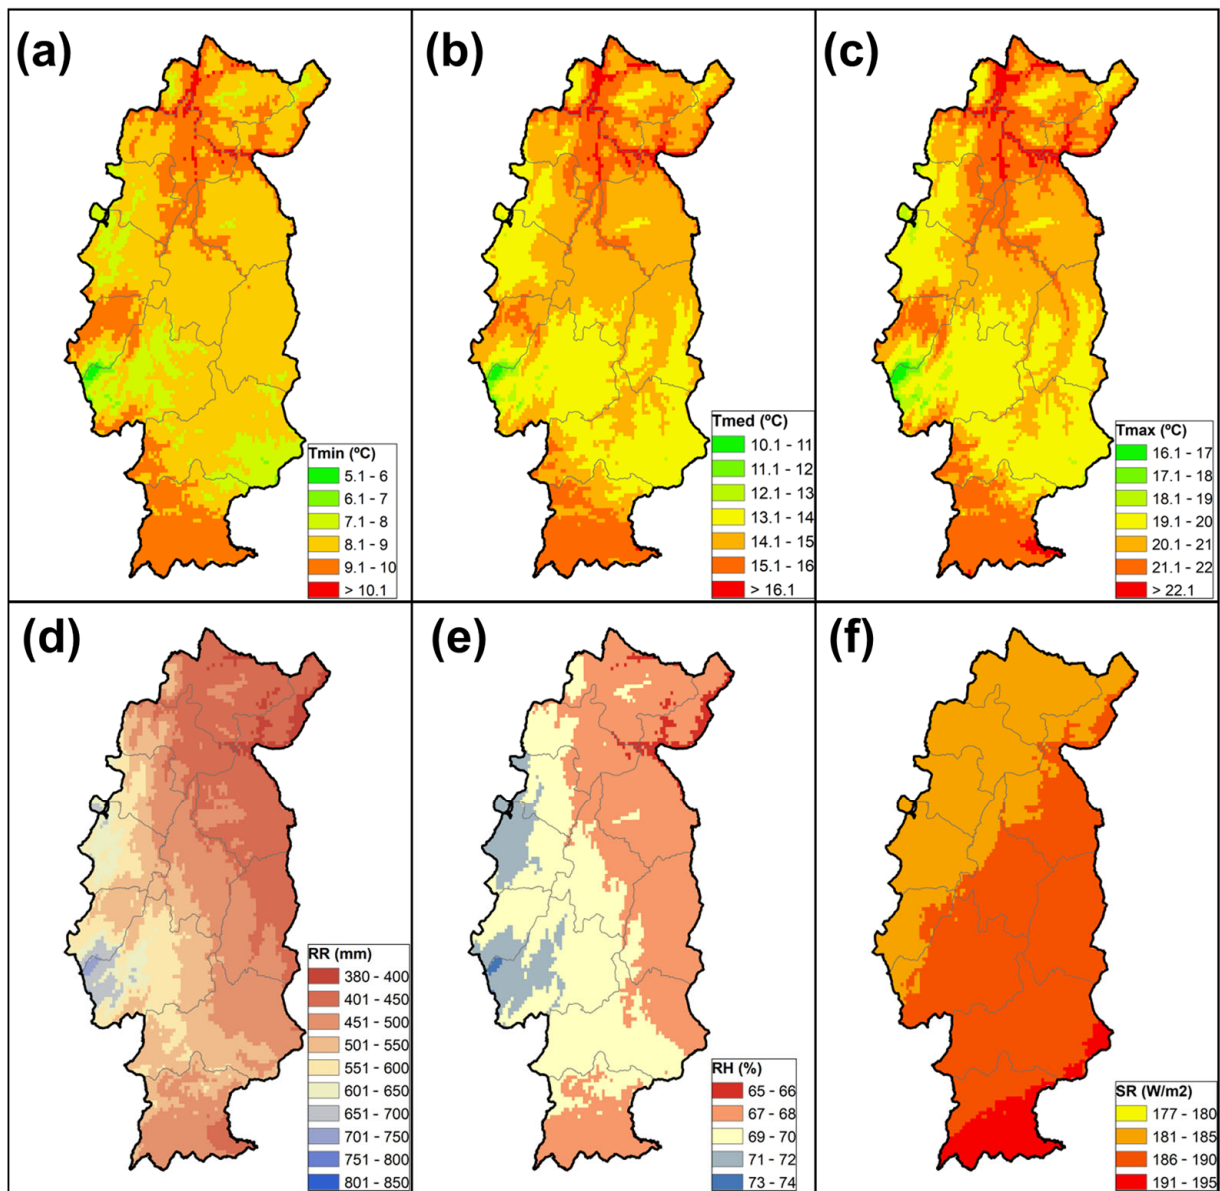 (a)
Tmin (ºC)
5.1 - 6
6.1 - 7
7.1 - 8
8.1 - 9
9.1 - 10
> 10.1
(b)
Tmed (ºC)
10.1 - 11
11.1 - 12
12.1 - 13
13.1 - 14
14.1 - 15
15.1 - 16
> 16.1
(c)
Tmax (ºC)
16.1 - 17
17.1 - 18
18.1 - 19
19.1 - 20
20.1 - 21
21.1 - 22
> 22.1
(d)
RR (mm)
380 - 400
401 - 450
451 - 500
501 - 550
551 - 600
601 - 650
651 - 700
701 - 750
751 - 800
801 - 850
(e)
RH (%)
65 - 66
67 - 68
69 - 70
71 - 72
73 - 74
(f)
SR (W/m2)
177 - 180
181 - 185
186 - 190
191 - 195